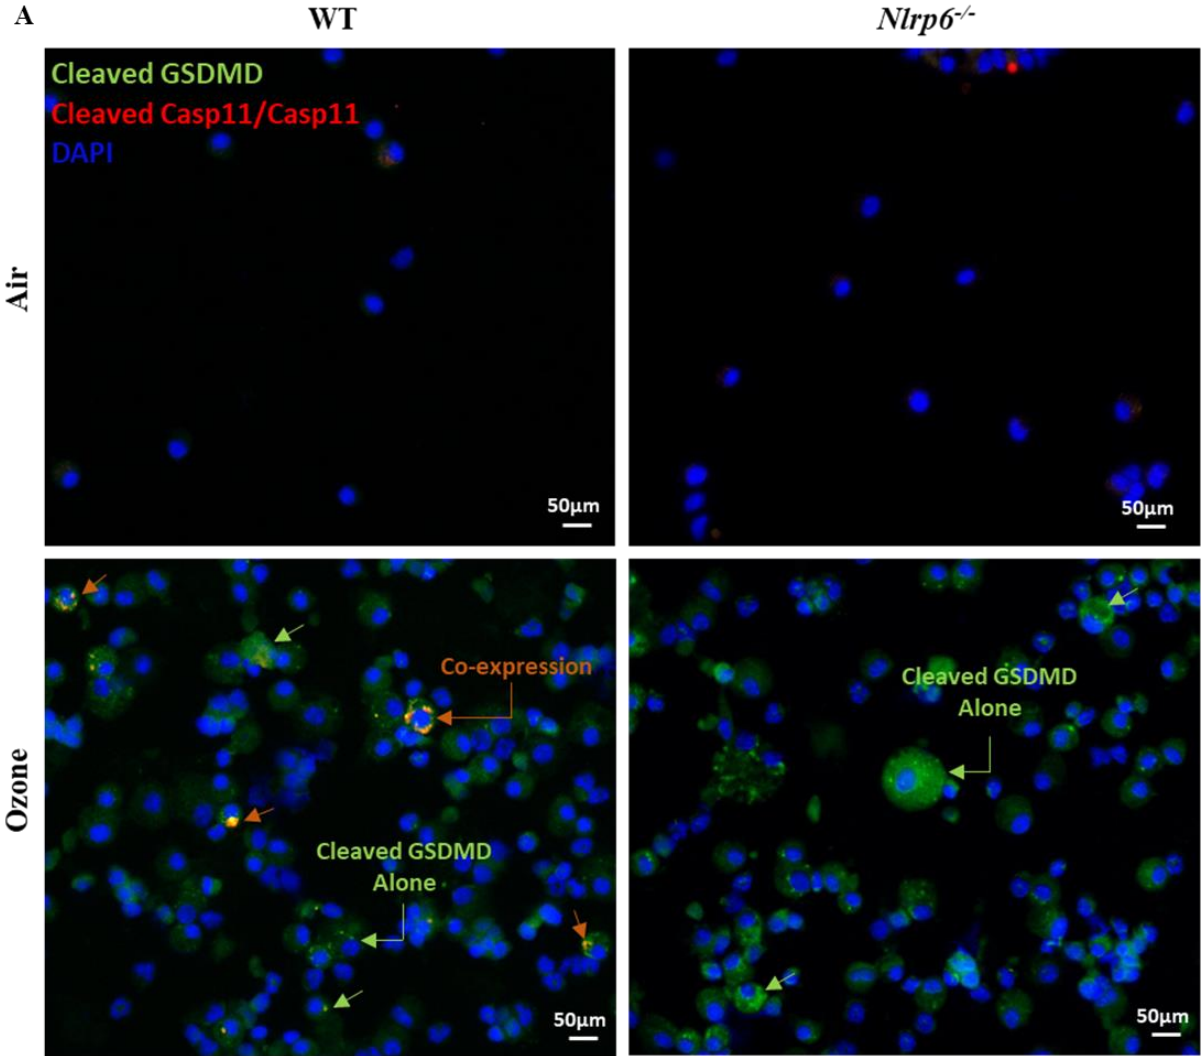 A
WT
Nlrp6-/-
Air
Cleaved GSDMD
Cleaved Casp11/Casp11
DAPI
50µm
50µm
Ozone
Co-expression
Cleaved GSDMD
Alone
50µm
Cleaved GSDMD
Alone
50µm